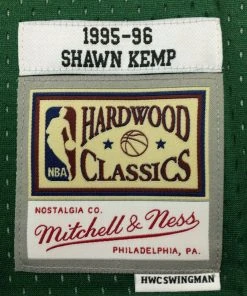 1995-96
SHAWN KEMP
HARDWOOD
NBA
CLASSICS
NOSTALGIA CO.
Mitchell & Ness
PHILADELPHIA, PA.
HWC SWINGMAN